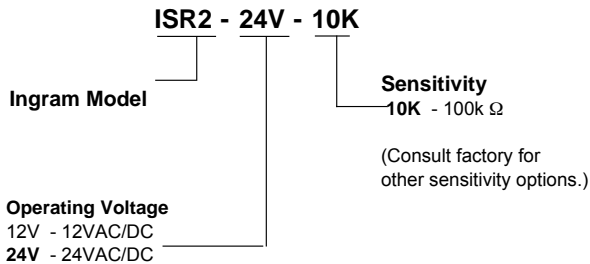 ISR2 - 24V - 10K
Ingram Model
Sensitivity
10K - 100k Ω
(Consult factory for
other sensitivity options.)
Operating Voltage
12V - 12VAC/DC
24V - 24VAC/DC